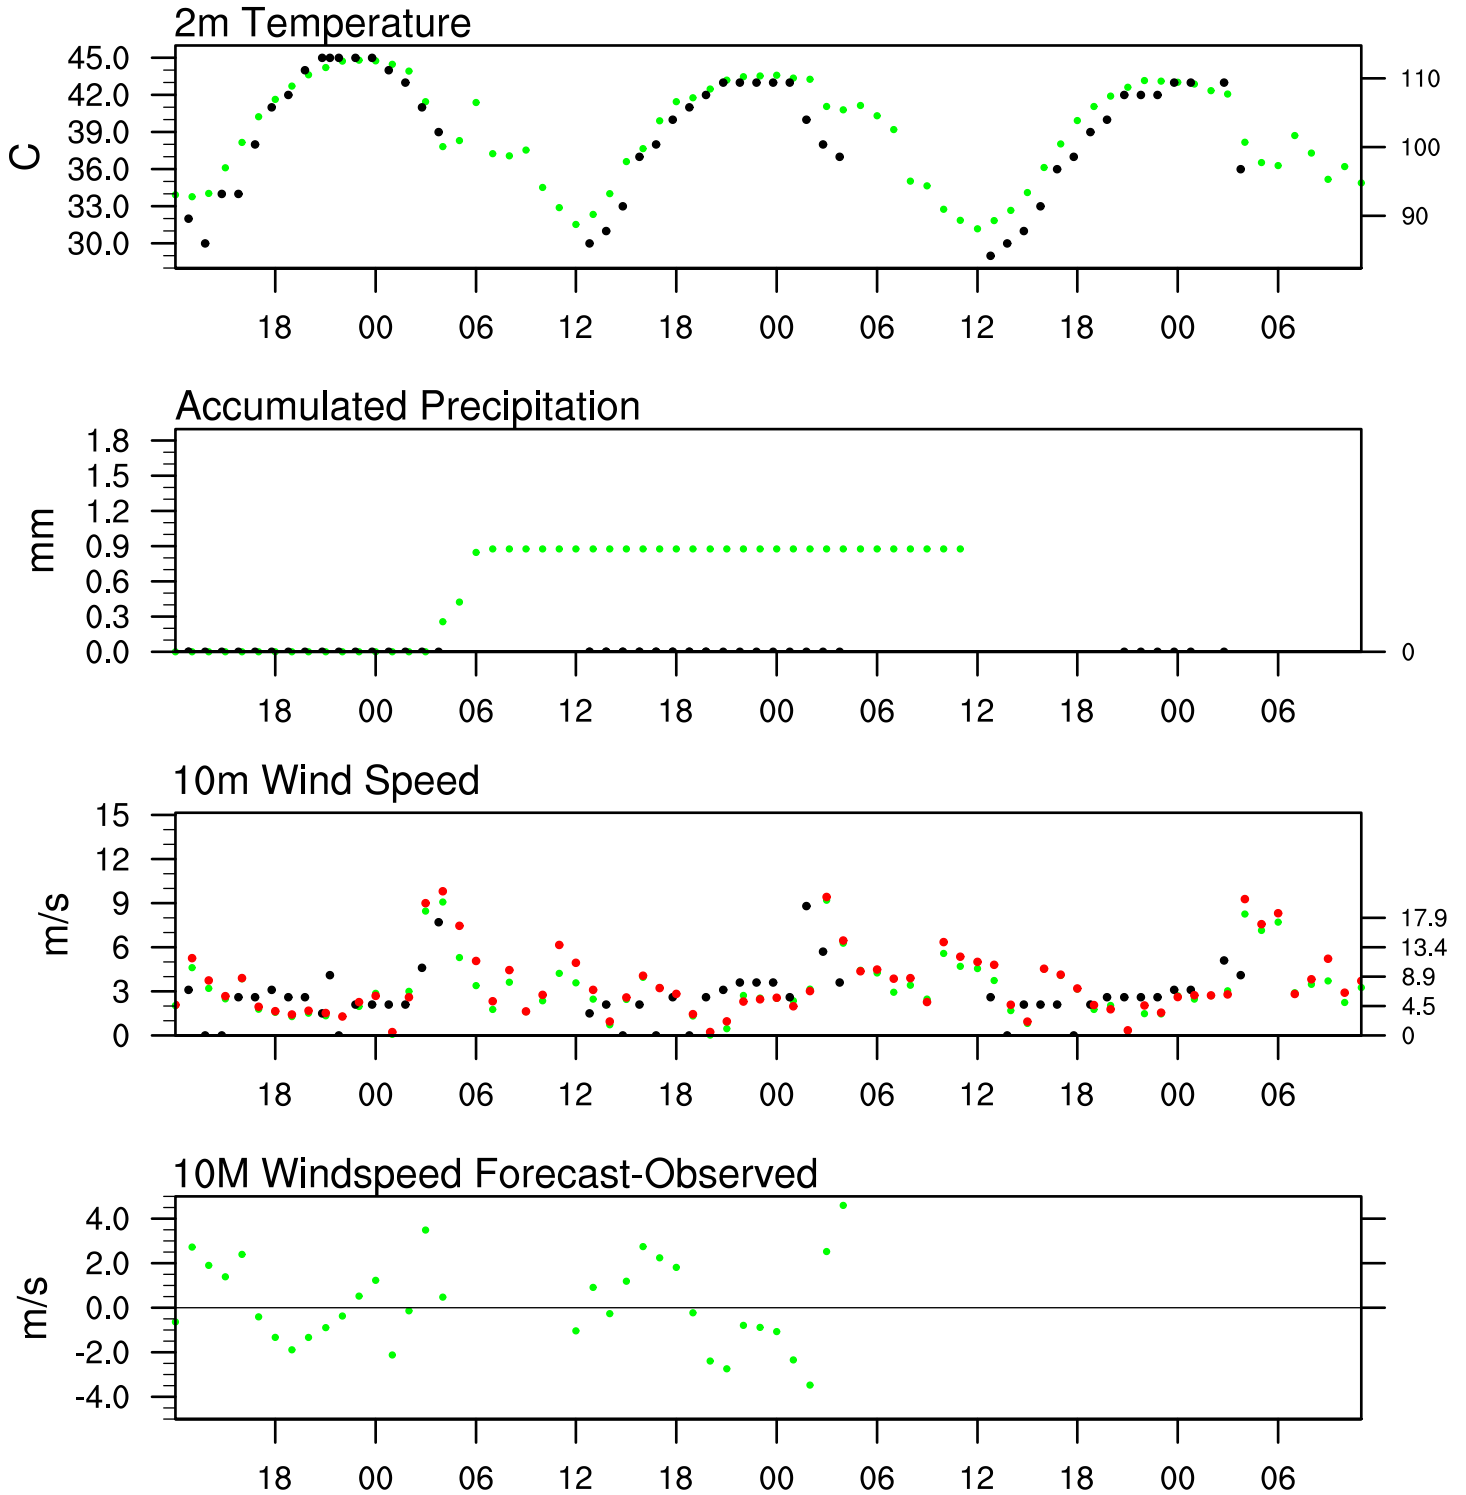 2m Temperature
45.0
42.0
39.0
36.0
33.0
30.0
C
110
100
90
18 00 06 12 18 00 06 12 18 00 06
Accumulated Precipitation
1.8
1.5
1.2
0.9
0.6
0.3
0.0
mm
0
18 00 06 12 18 00 06 12 18 00 06
10m Wind Speed
15
12
9
6
3
0
m/s
17.9
13.4
8.9
4.5
0
18 00 06 12 18 00 06 12 18 00 06
10M Windspeed Forecast-Observed
4.0
2.0
0.0
-2.0
-4.0
m/s
18 00 06 12 18 00 06 12 18 00 06